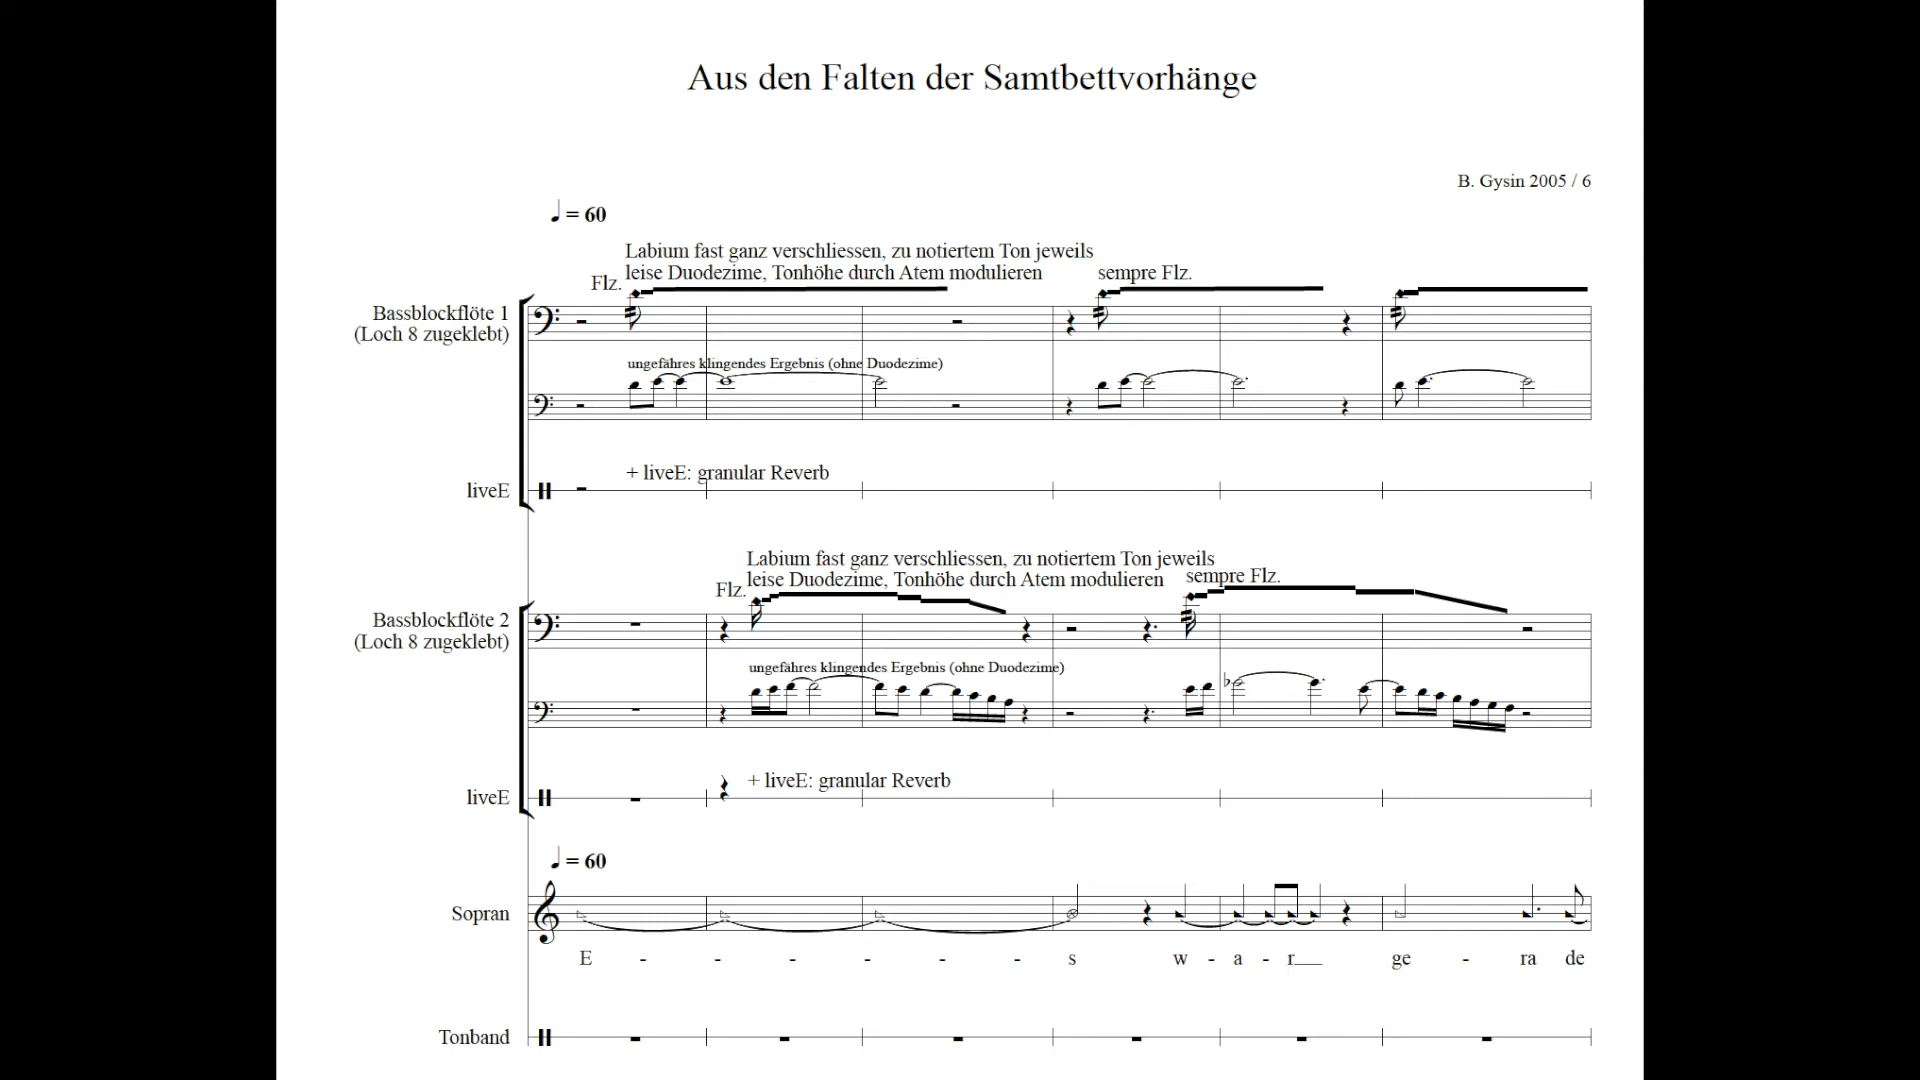 Aus den Falten der Samtbettvorhänge
B. Gysin 2005 / 6
= 60
Labium fast ganz verschliessen, zu notiertem Ton jeweils
Flz. leise Duodezime, Tonhöhe durch Atem modulieren sempre Flz.
Bassblockflöte 1
(Loch 8 zugeklebt)
ungefähres klingendes Ergebnis (ohne Duodezime)
+ liveE: granular Reverb
liveE
Labium fast ganz verschliessen, zu notiertem Ton jeweils
Flz. leise Duodezime, Tonhöhe durch Atem modulieren sempre Flz.
Bassblockflöte 2
(Loch 8 zugeklebt)
ungefähres klingendes Ergebnis (ohne Duodezime)
+ liveE: granular Reverb
liveE
= 60
Sopran
E - - - - - - s w - a - r__ ge - ra de
Tonband